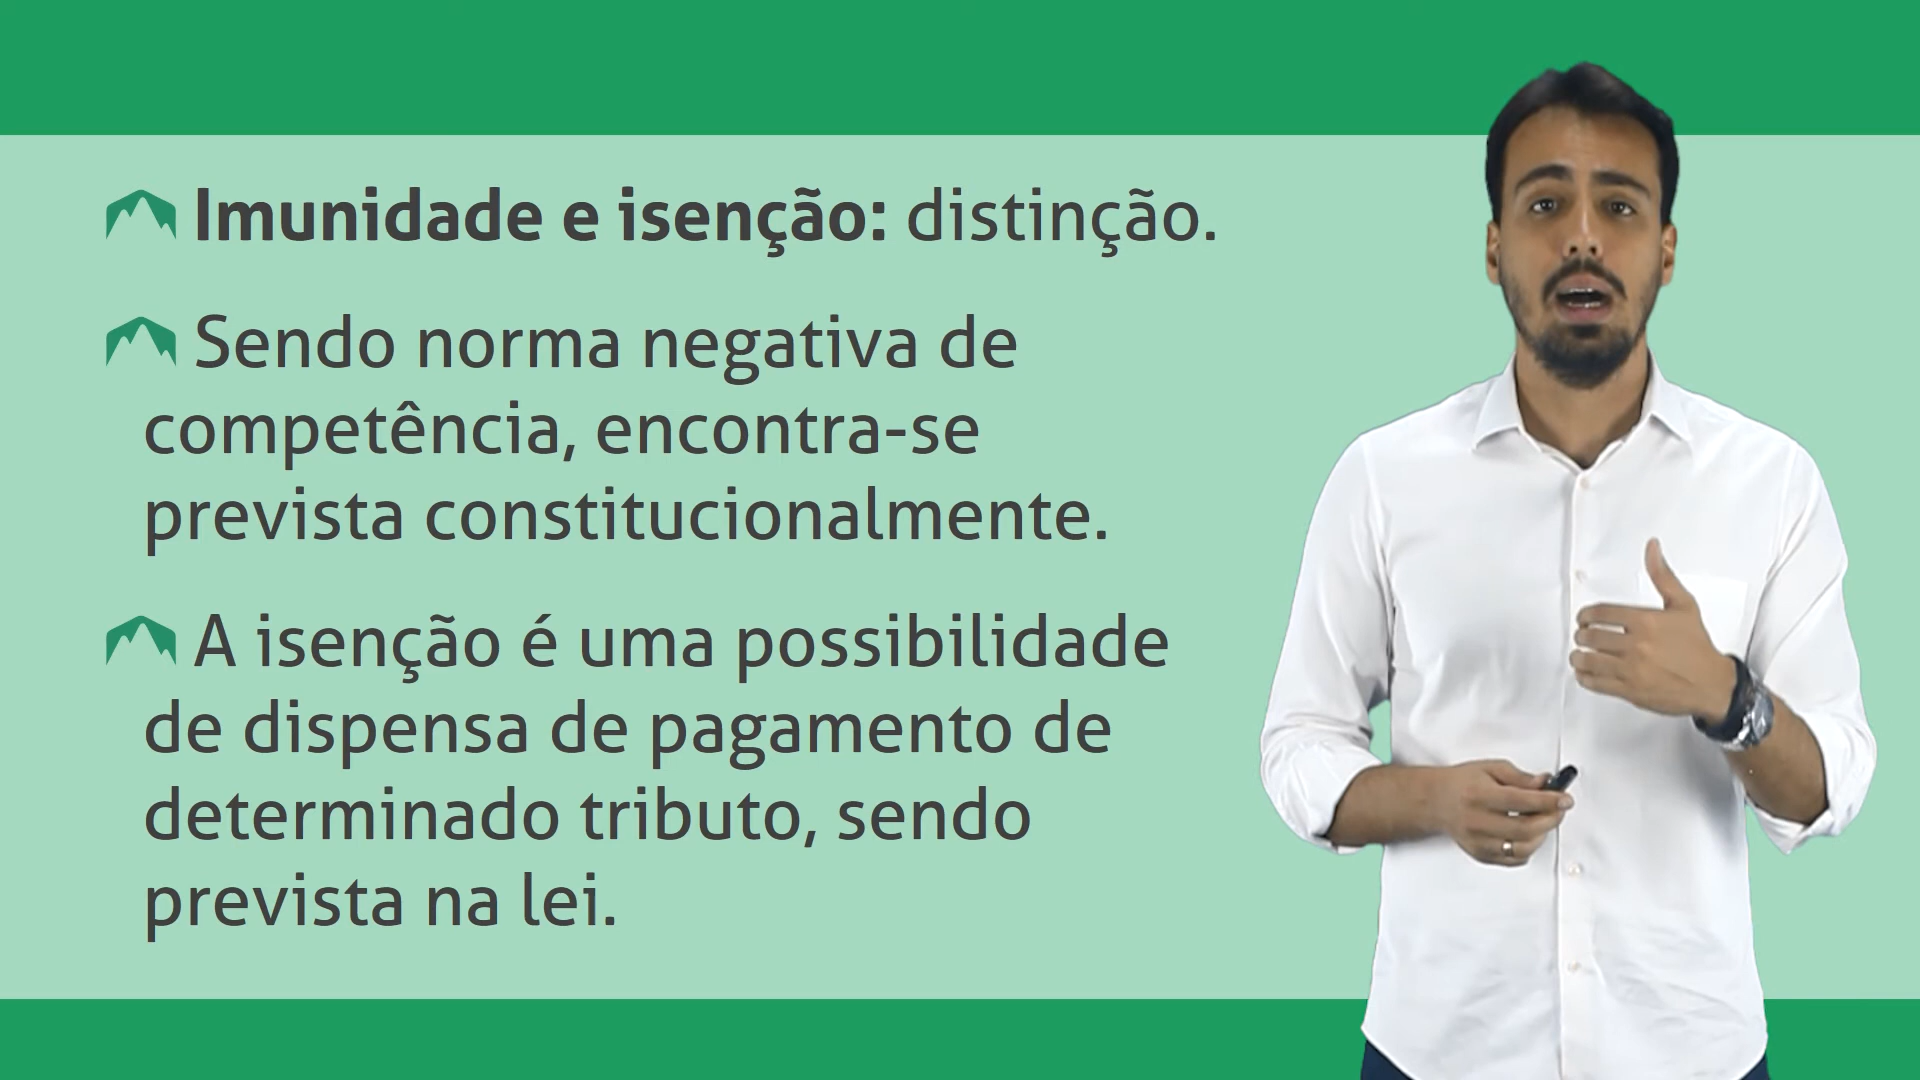 Imunidade e isenção: distinção.
Sendo norma negativa de
competência, encontra-se
prevista constitucionalmente.
A isenção é uma possibilidade
de dispensa de pagamento de
determinado tributo, sendo
prevista na lei.